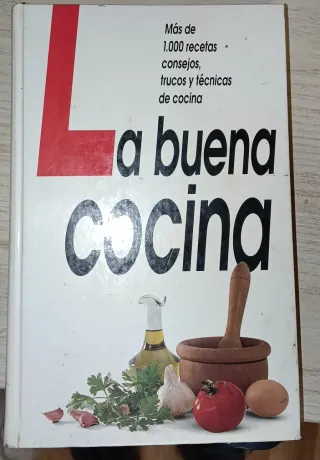 Más de
1.000 recetas
consejos,
trucos y técnicas
de cocina
La buena
cocina